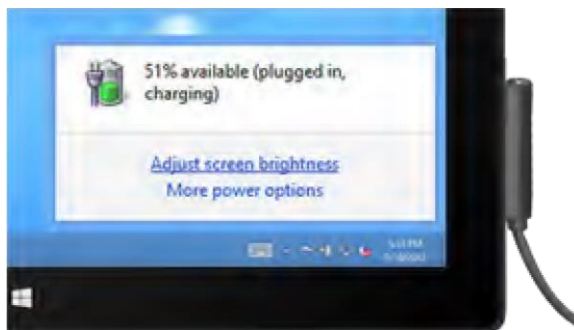 51% available (plugged in,
charging)
Adjust screen brightness
More power options